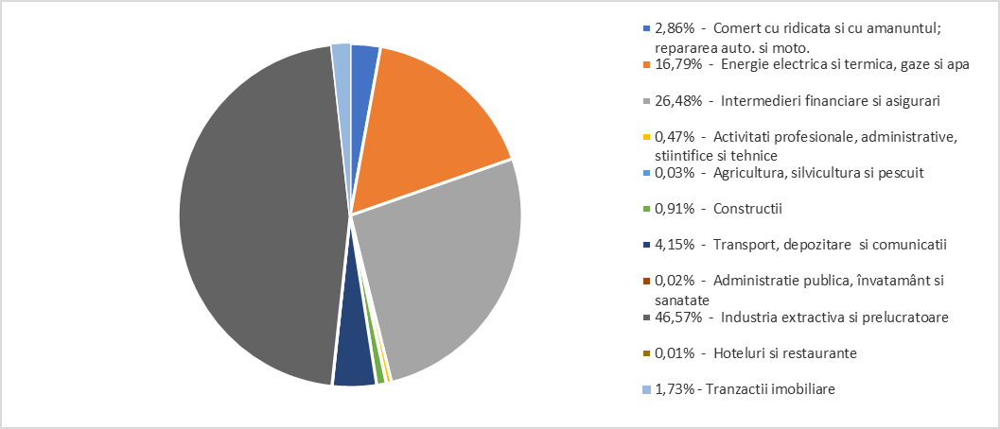 2,86% - Comert cu ridicata si cu amanuntul;
repararea auto. si moto.
16,79% - Energie electrica si termica, gaze si apa
26,48% - Intermedieri financiare si asigurari
0,47% - Activitati profesionale, administrative,
stiintifice si tehnice
0,03% - Agricultura, silvicultura si pescuit
0,91% - Constructii
4,15% - Transport, depozitare si comunicatii
0,02% - Administratie publica, învatamânt si
sanatate
46,57% - Industria extractiva si prelucratoare
0,01% - Hoteluri si restaurante
1,73% - Tranzactii imobiliare